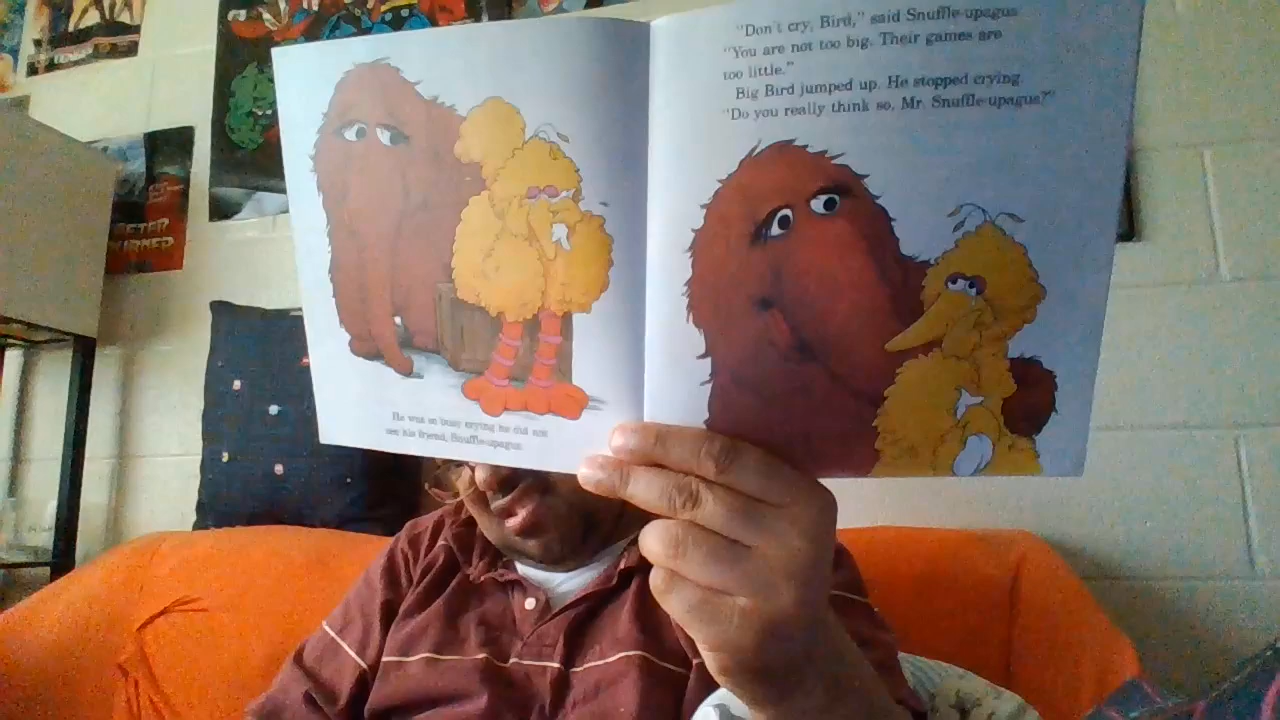 He was so busy crying he did not
see his friend, Snuffle-upagus.
"Don't cry, Bird," said Snuffle-upagus
"You are not too big. Their games are
too little."
Big Bird jumped up. He stopped crying.
"Do you really think so, Mr. Snuffle-upagus?"